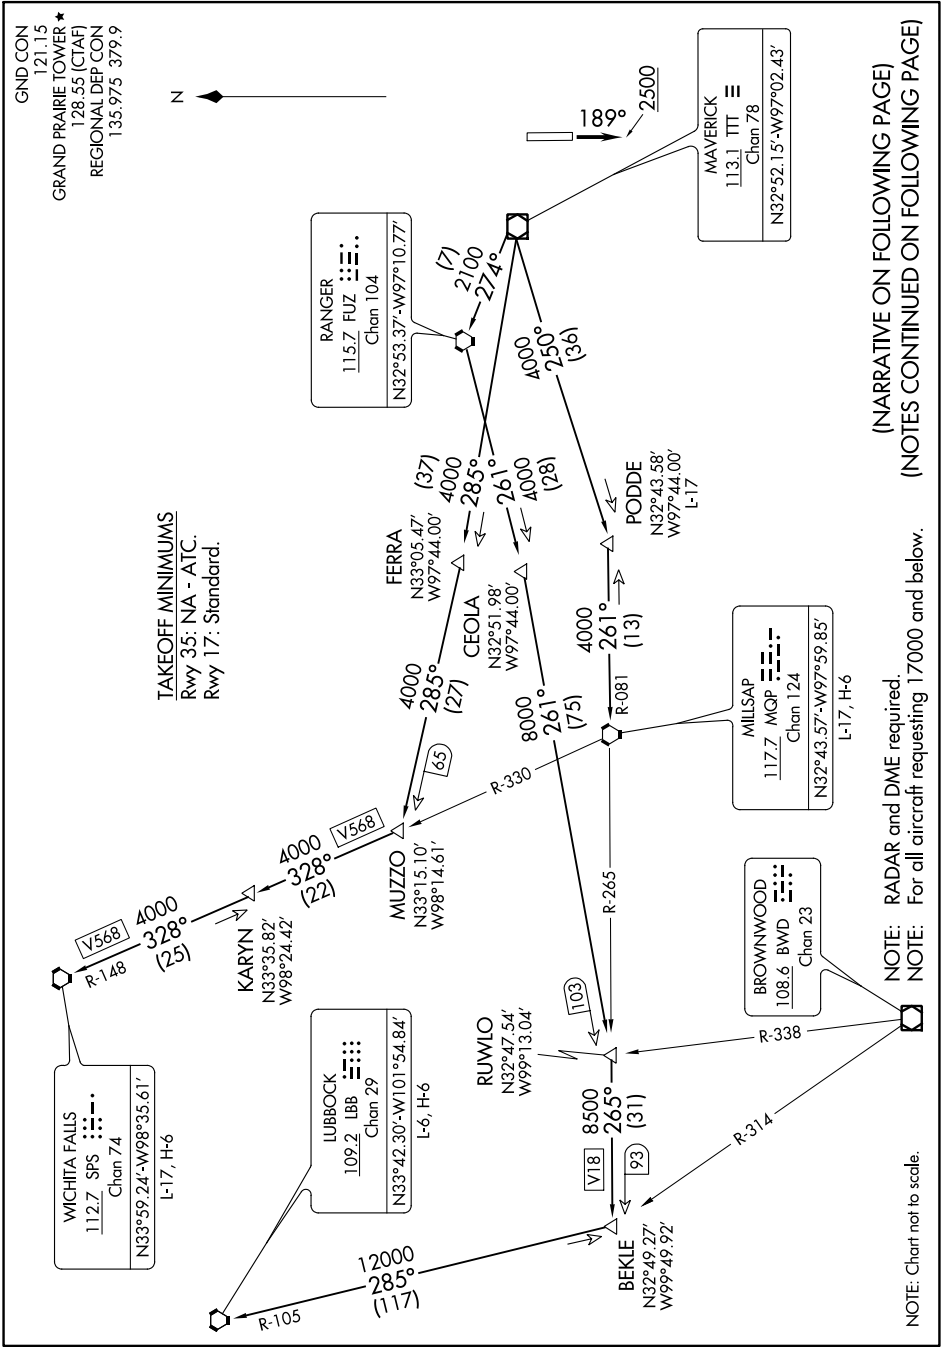 GND CON
121.15
GRAND PRAIRIE TOWER ★
128.55 (CTAF)
REGIONAL DEP CON
135.975 379.9
N
TAKEOFF MINIMUMS
Rwy 35: NA - ATC.
Rwy 17: Standard.
WICHITA FALLS
112.7 SPS
Chan 74
N33°59.24'-W98°35.61'
L-17, H-6
R-148
V568
4000
328°
(25)
KARYN
N33°35.82'
W98°24.42'
4000
328°
(22)
V568
MUZZO
N33°15.10'
W98°14.61'
65
4000
285°
(27)
FERRA
N33°05.47'
W97°44.00'
(37)
4000
285°
RANGER
115.7 FUZ
Chan 104
N32°53.37'-W97°10.77'
(7)
2100
274°
189°
2500
MAVERICK
113.1 TTT
Chan 78
N32°52.15'-W97°02.43'
261°
4000
(28)
CEOLA
N32°51.98'
W97°44.00'
4000
250°
(36)
PODDE
N32°43.58'
W97°44.00'
L-17
4000
261°
(13)
R-081
8000
261°
(75)
R-330
R-265
MILLSAP
117.7 MQP
Chan 124
N32°43.57'-W97°59.85'
L-17, H-6
LUBBOCK
109.2 LBB
Chan 29
N33°42.30'-W101°54.84'
L-6, H-6
R-105
12000
285°
(117)
RUWLO
N32°47.54'
W99°13.04'
103
8500
265°
(31)
V18
93
BEKLE
N32°49.27'
W99°49.92'
R-338
R-314
BROWNWOOD
108.6 BWD
Chan 23
NOTE: RADAR and DME required.
NOTE: For all aircraft requesting 17000 and below.
(NARRATIVE ON FOLLOWING PAGE)
(NOTES CONTINUED ON FOLLOWING PAGE)
NOTE: Chart not to scale.